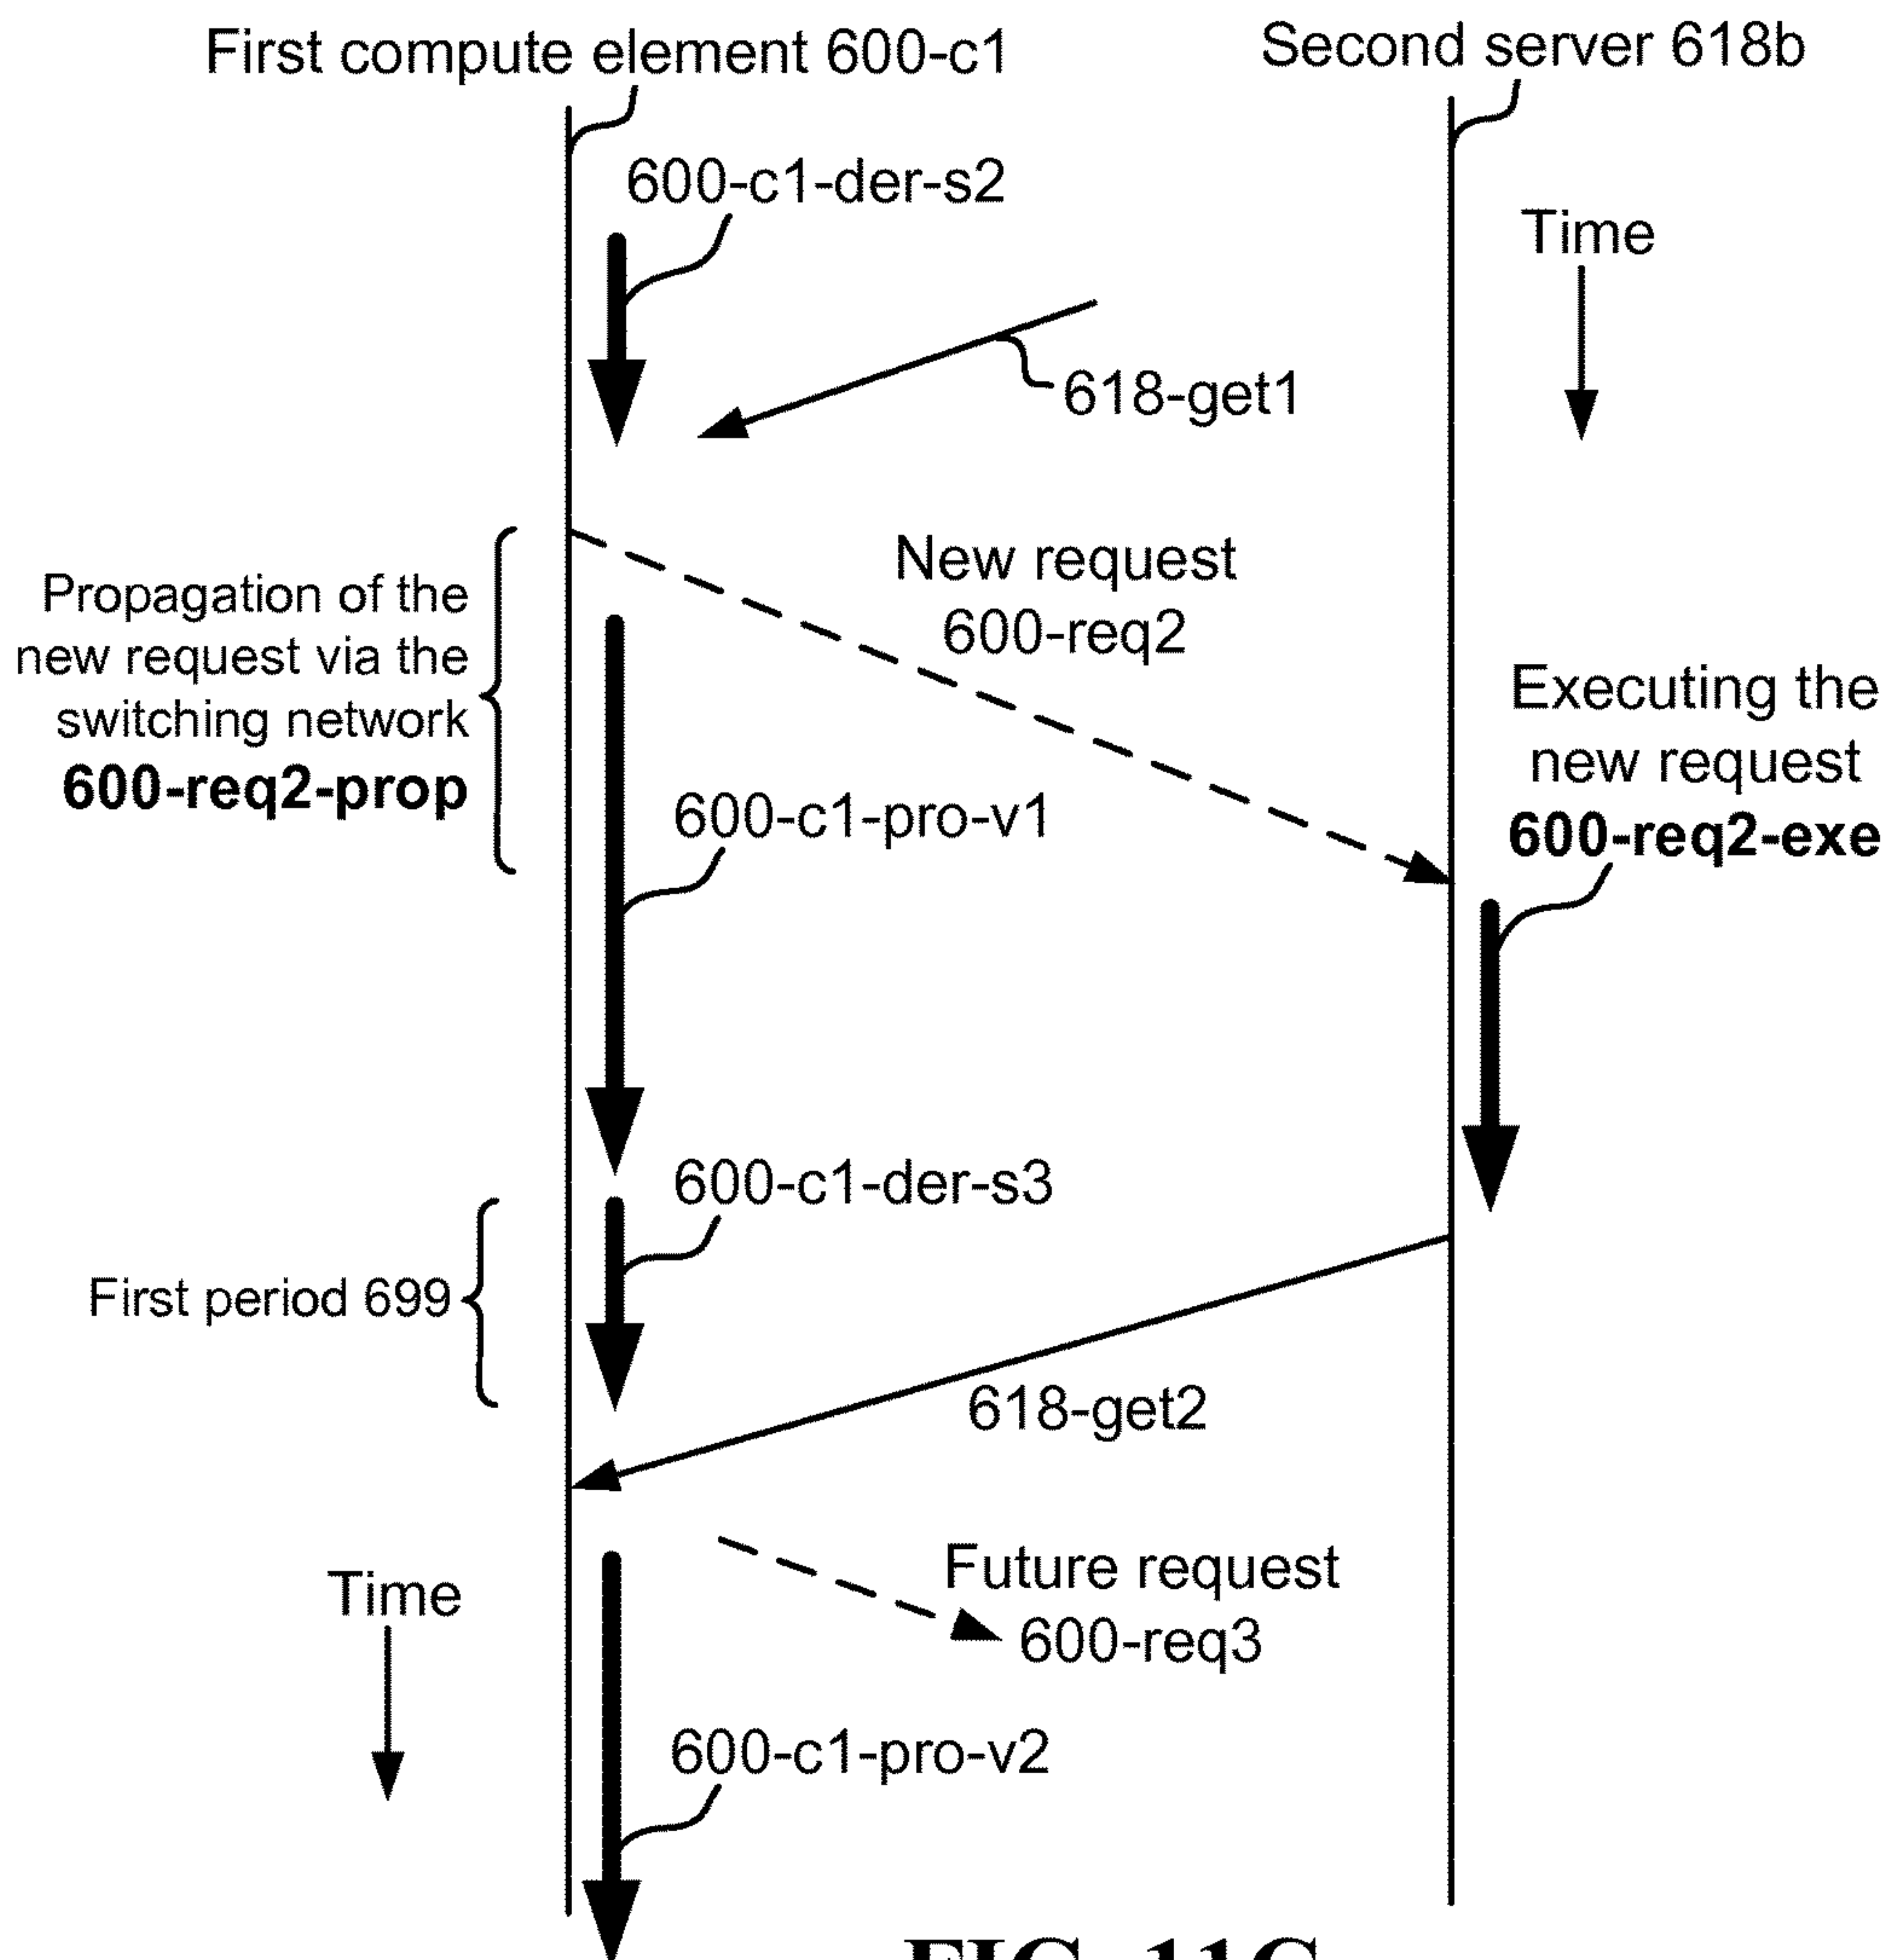 First compute element 600-c1
Second server 618b
600-c1-der-s2
Time
618-get1
New request
600-req2
Propagation of the
new request via the
switching network
600-req2-prop
Executing the
new request
600-req2-exe
600-c1-pro-v1
600-c1-der-s3
First period 699
618-get2
Future request
600-req3
Time
600-c1-pro-v2
FIG. 11C